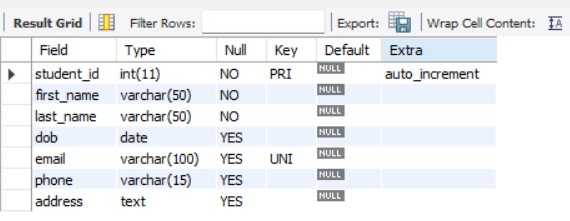 Result Grid Filter Rows: Export: Wrap Cell Content: IA
Field Type Null Key Default Extra
student_id int(11) NO PRI NULL auto_increment
first_name varchar(50) NO NULL
last_name varchar(50) NO NULL
dob date YES NULL
email varchar(100) YES UNI NULL
phone varchar(15) YES NULL
address text YES NULL